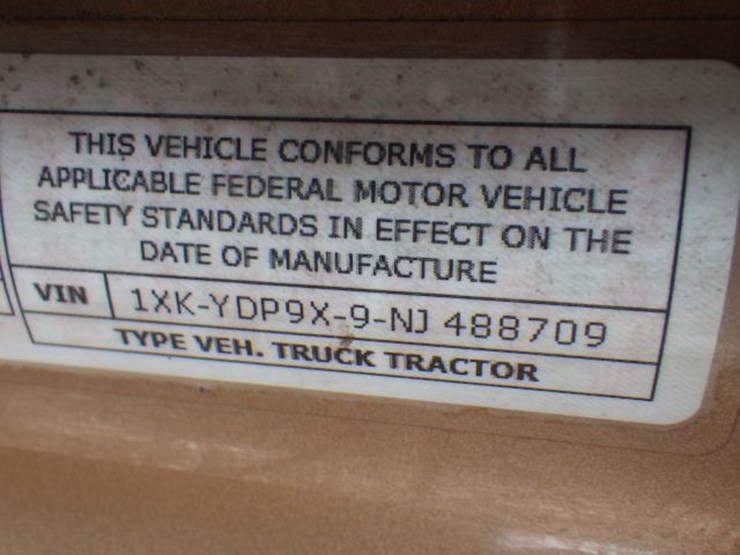 THIS VEHICLE CONFORMS TO ALL
APPLICABLE FEDERAL MOTOR VEHICLE
SAFETY STANDARDS IN EFFECT ON THE
DATE OF MANUFACTURE
VIN 1XK-YDP9X-9-NJ 488709
TYPE VEH. TRUCK TRACTOR